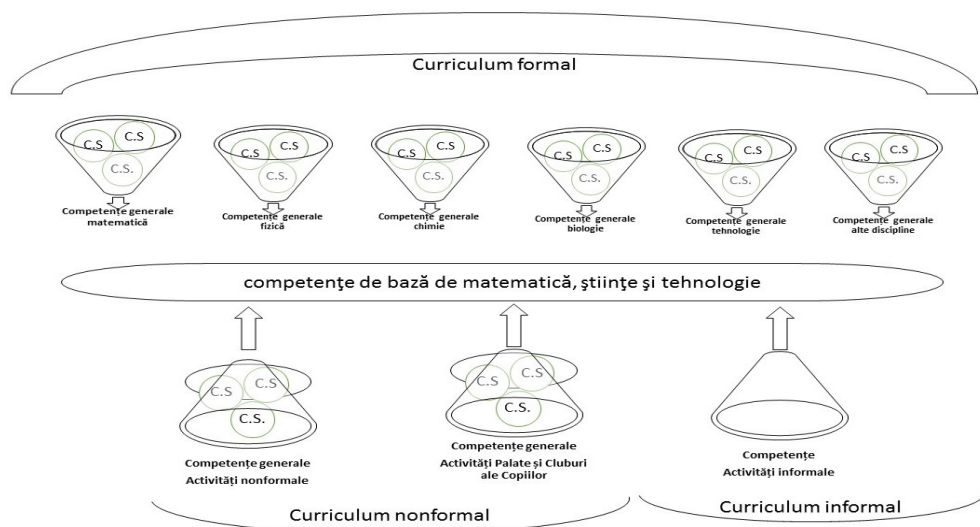 Curriculum formal
C.S
C.S
C.S.
Competențe generale
matematică
C.S
C.S
C.S.
Competențe generale
fizică
C.S
C.S
C.S.
Competențe generale
chimie
C.S
C.S
C.S.
Competențe generale
biologie
C.S
C.S
C.S.
Competențe generale
tehnologie
C.S
C.S
C.S.
Competențe generale
alte discipline
competenţe de bază de matematică, ştiinţe şi tehnologie
C.S
C.S
C.S.
Competențe generale
Activități nonformale
C.S
C.S
C.S.
Competențe generale
Activități Palate și Cluburi
ale Copiilor
Competențe
Activități informale
Curriculum nonformal
Curriculum informal